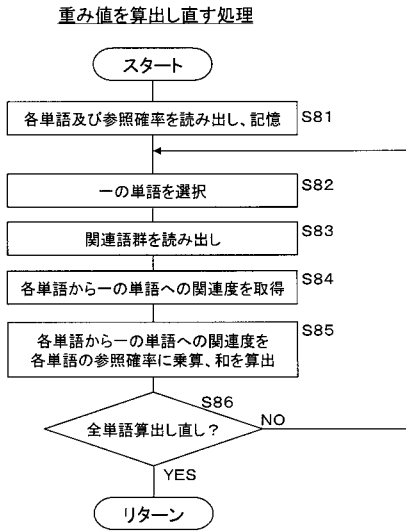 重み値を算出し直す処理
スタート
各単語及び参照確率を読み出し、記憶
S81
一の単語を選択
S82
関連語群を読み出し
S83
各単語から一の単語への関連度を取得
S84
各単語から一の単語への関連度を
各単語の参照確率に乗算、和を算出
S85
S86
全単語算出し直し？
NO
YES
リターン